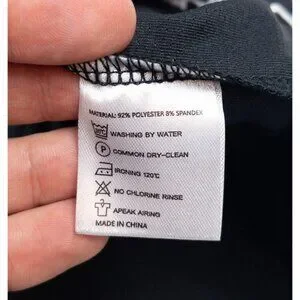 MATERIAL: 92% POLYESTER 8% SPANDEX
WASHING BY WATER
P COMMON DRY-CLEAN
IRONING 120℃
NO CHLORINE RINSE
APEAK AIRING
MADE IN CHINA